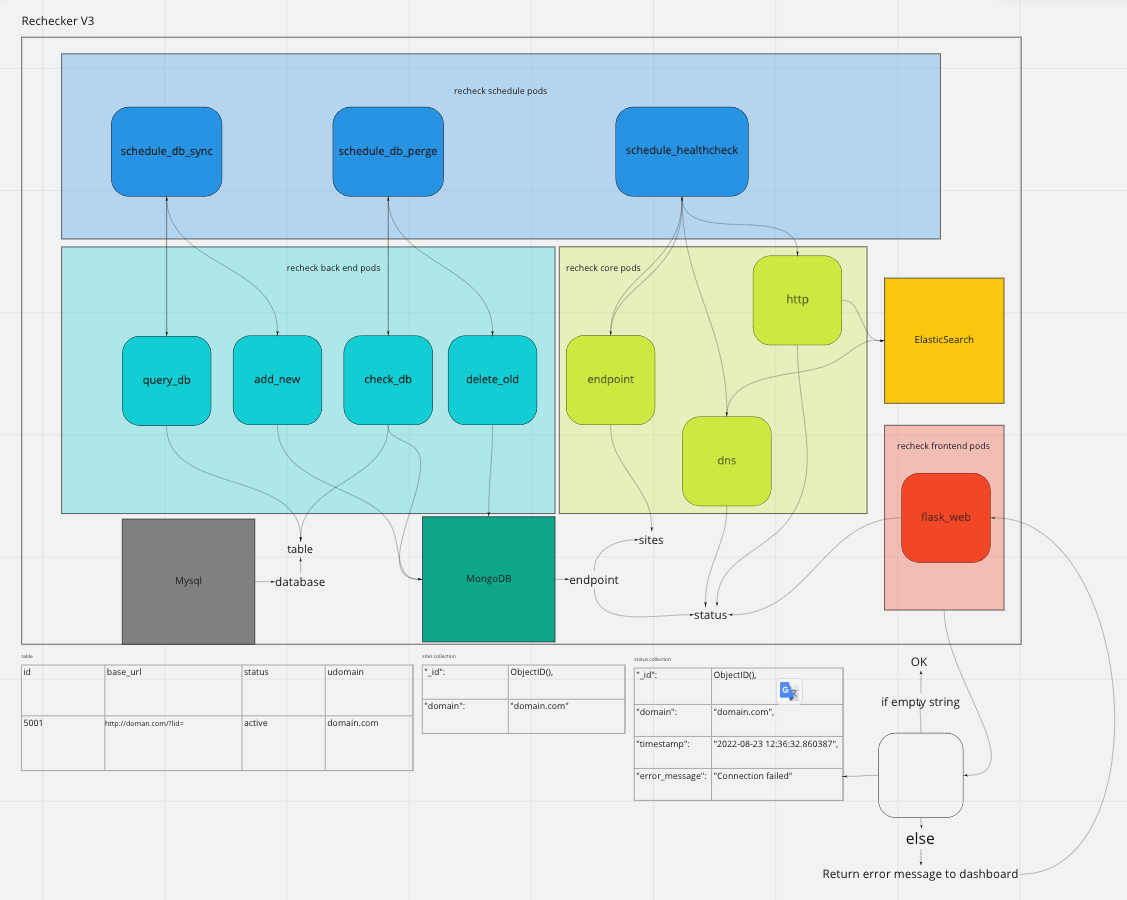 Rechecker V3
recheck schedule pods
schedule_db_sync
schedule_db_perge
schedule_healthcheck
recheck back end pods
recheck core pods
http
query_db
add_new
check_db
delete_old
endpoint
dns
ElasticSearch
recheck frontend pods
flask_web
Mysql
table
database
MongoDB
endpoint
sites
status
table
id base_url status udomain
5001 http://doman.com/?lid= active domain.com
sites collection
"_id": ObjectID(),
"domain": "domain.com"
status collection
"_id": ObjectID(),
"domain": "domain.com",
"timestamp": "2022-08-23 12:36:32.860387",
"error_message": "Connection failed"
OK
if empty string
else
Return error message to dashboard